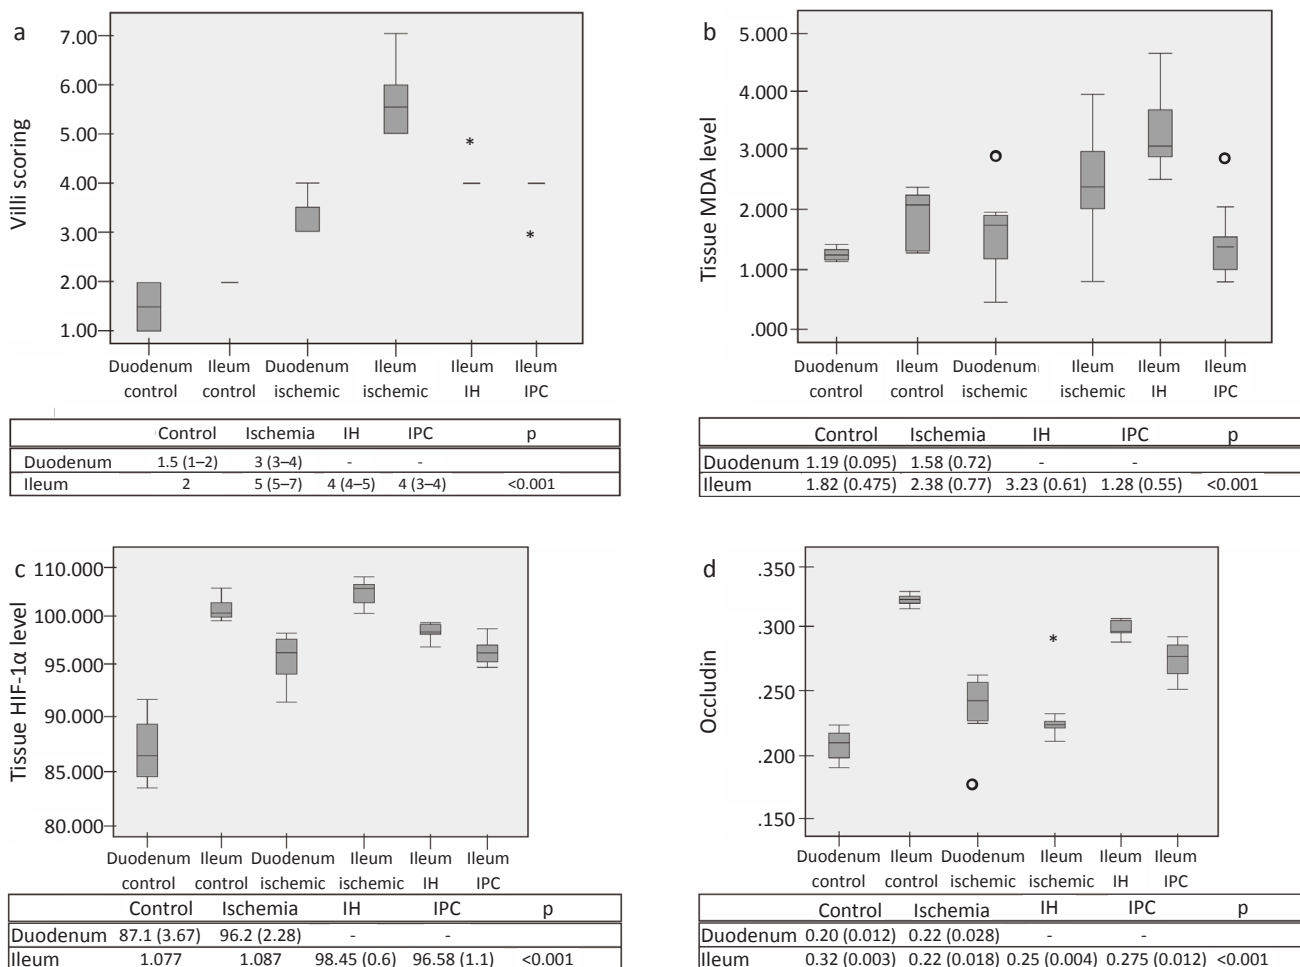 a
Villi scoring
7.00
6.00
5.00
4.00
3.00
2.00
1.00
*
*
Duodenum control
Ileum control
Duodenum ischemic
Ileum ischemic
Ileum IH
Ileum IPC
Control Ischemia IH IPC p
Duodenum 1.5 (1–2) 3 (3–4) - -
Ileum 2 5 (5–7) 4 (4–5) 4 (3–4) <0.001
b
Tissue MDA level
5.000
4.000
3.000
2.000
1.000
.000
Duodenum control
Ileum control
Duodenum ischemic
Ileum ischemic
Ileum IH
Ileum IPC
Control Ischemia IH IPC p
Duodenum 1.19 (0.095) 1.58 (0.72) - -
Ileum 1.82 (0.475) 2.38 (0.77) 3.23 (0.61) 1.28 (0.55) <0.001
c
Tissue HIF-1α level
110.000
100.000
95.000
90.000
85.000
80.000
Duodenum control
Ileum control
Duodenum ischemic
Ileum ischemic
Ileum IH
Ileum IPC
Control Ischemia IH IPC p
Duodenum 87.1 (3.67) 96.2 (2.28) - -
Ileum 1.077 1.087 98.45 (0.6) 96.58 (1.1) <0.001
d
Occludin
.350
.300
.250
.200
.150
*
Duodenum control
Ileum control
Duodenum ischemic
Ileum ischemic
Ileum IH
Ileum IPC
Control Ischemia IH IPC p
Duodenum 0.20 (0.012) 0.22 (0.028) - -
Ileum 0.32 (0.003) 0.22 (0.018) 0.25 (0.004) 0.275 (0.012) <0.001